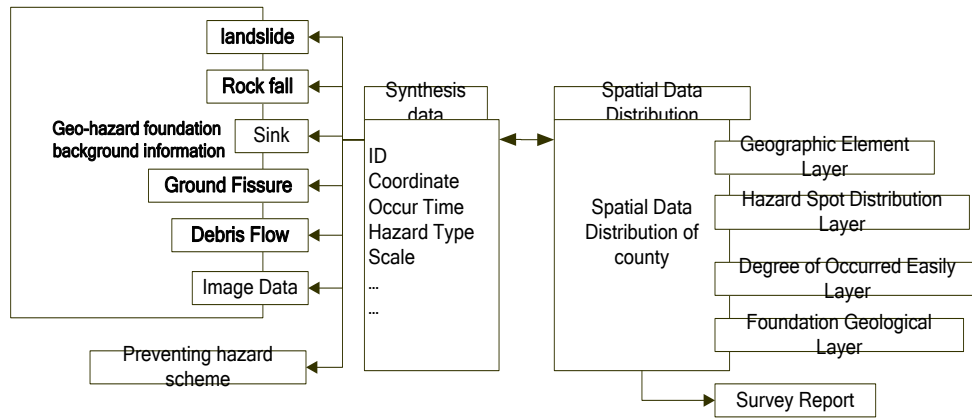 landslide
Rock fall
Geo-hazard foundation
background information
Sink
Ground Fissure
Debris Flow
Image Data
Preventing hazard
scheme
Synthesis
data
ID
Coordinate
Occur Time
Hazard Type
Scale
...
...
Spatial Data
Distribution
Spatial Data
Distribution of
county
Geographic Element
Layer
Hazard Spot Distribution
Layer
Degree of Occurred Easily
Layer
Foundation Geological
Layer
Survey Report